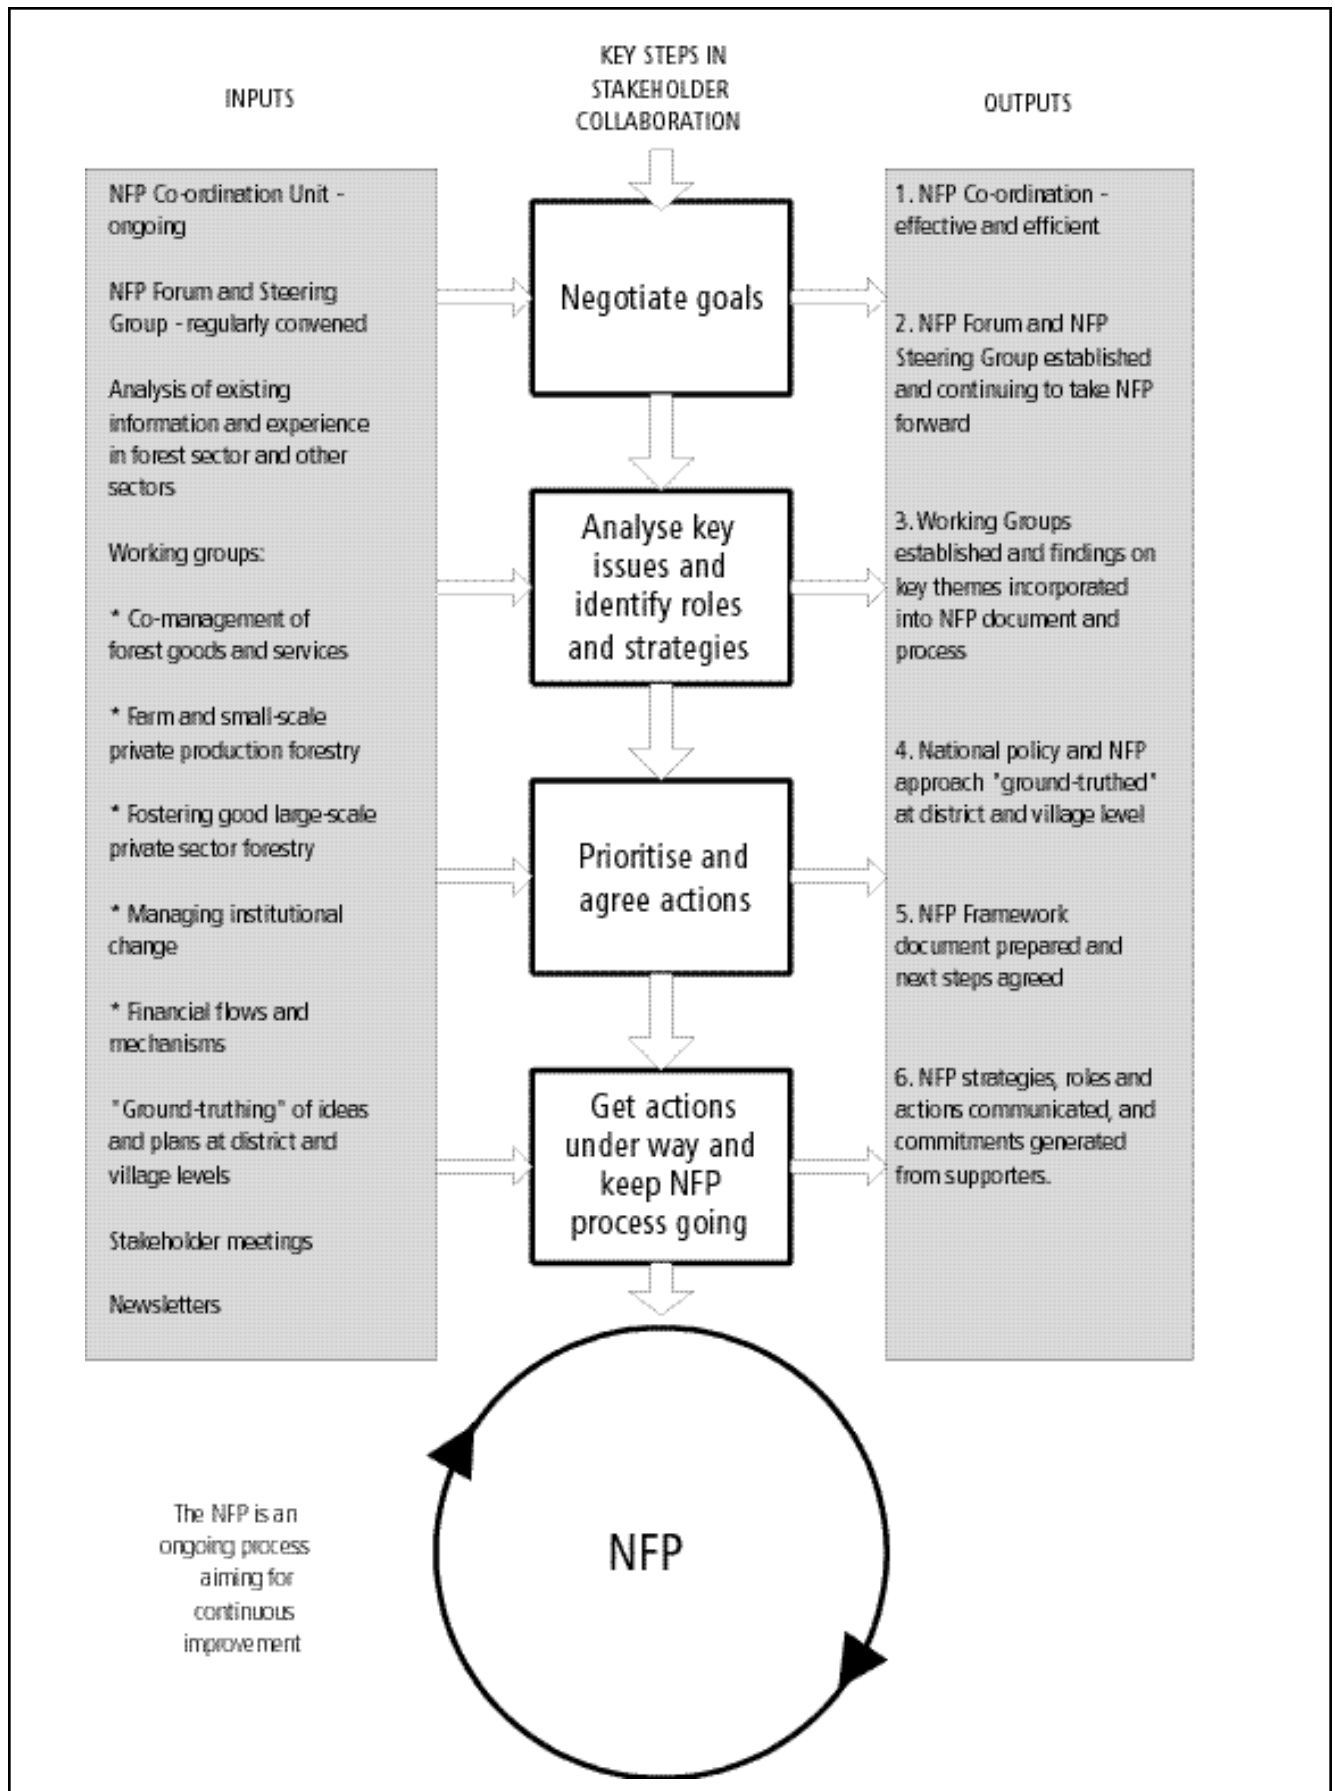 INPUTS
NFP Co-ordination Unit -
ongoing
NFP Forum and Steering
Group - regularly convened
Analysis of existing
information and experience
in forest sector and other
sectors
Working groups:
* Co-management of
forest goods and services
* Farm and small-scale
private production forestry
* Fostering good large-scale
private sector forestry
* Managing institutional
change
* Financial flows and
mechanisms
"Ground-truthing" of ideas
and plans at district and
village levels
Stakeholder meetings
Newsletters
KEY STEPS IN
STAKEHOLDER
COLLABORATION
Negotiate goals
Analyse key
issues and
identify roles
and strategies
Prioritise and
agree actions
Get actions
under way and
keep NFP
process going
OUTPUTS
1. NFP Co-ordination -
effective and efficient
2. NFP Forum and NFP
Steering Group established
and continuing to take NFP
forward
3. Working Groups
established and findings on
key themes incorporated
into NFP document and
process
4. National policy and NFP
approach "ground-truthed"
at district and village level
5. NFP Framework
document prepared and
next steps agreed
6. NFP strategies, roles and
actions communicated, and
commitments generated
from supporters.
The NFP is an
ongoing process
aiming for
continuous
improvement
NFP